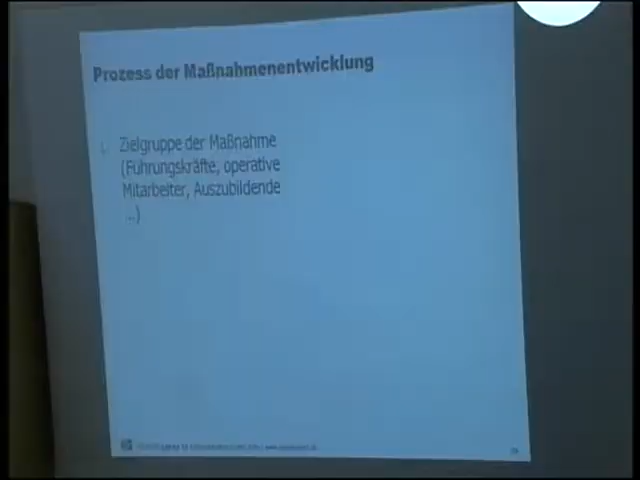 Prozess der Maßnahmenentwicklung
Zielgruppe der Maßnahme
(Führungskräfte, operative
Mitarbeiter, Auszubildende
...)